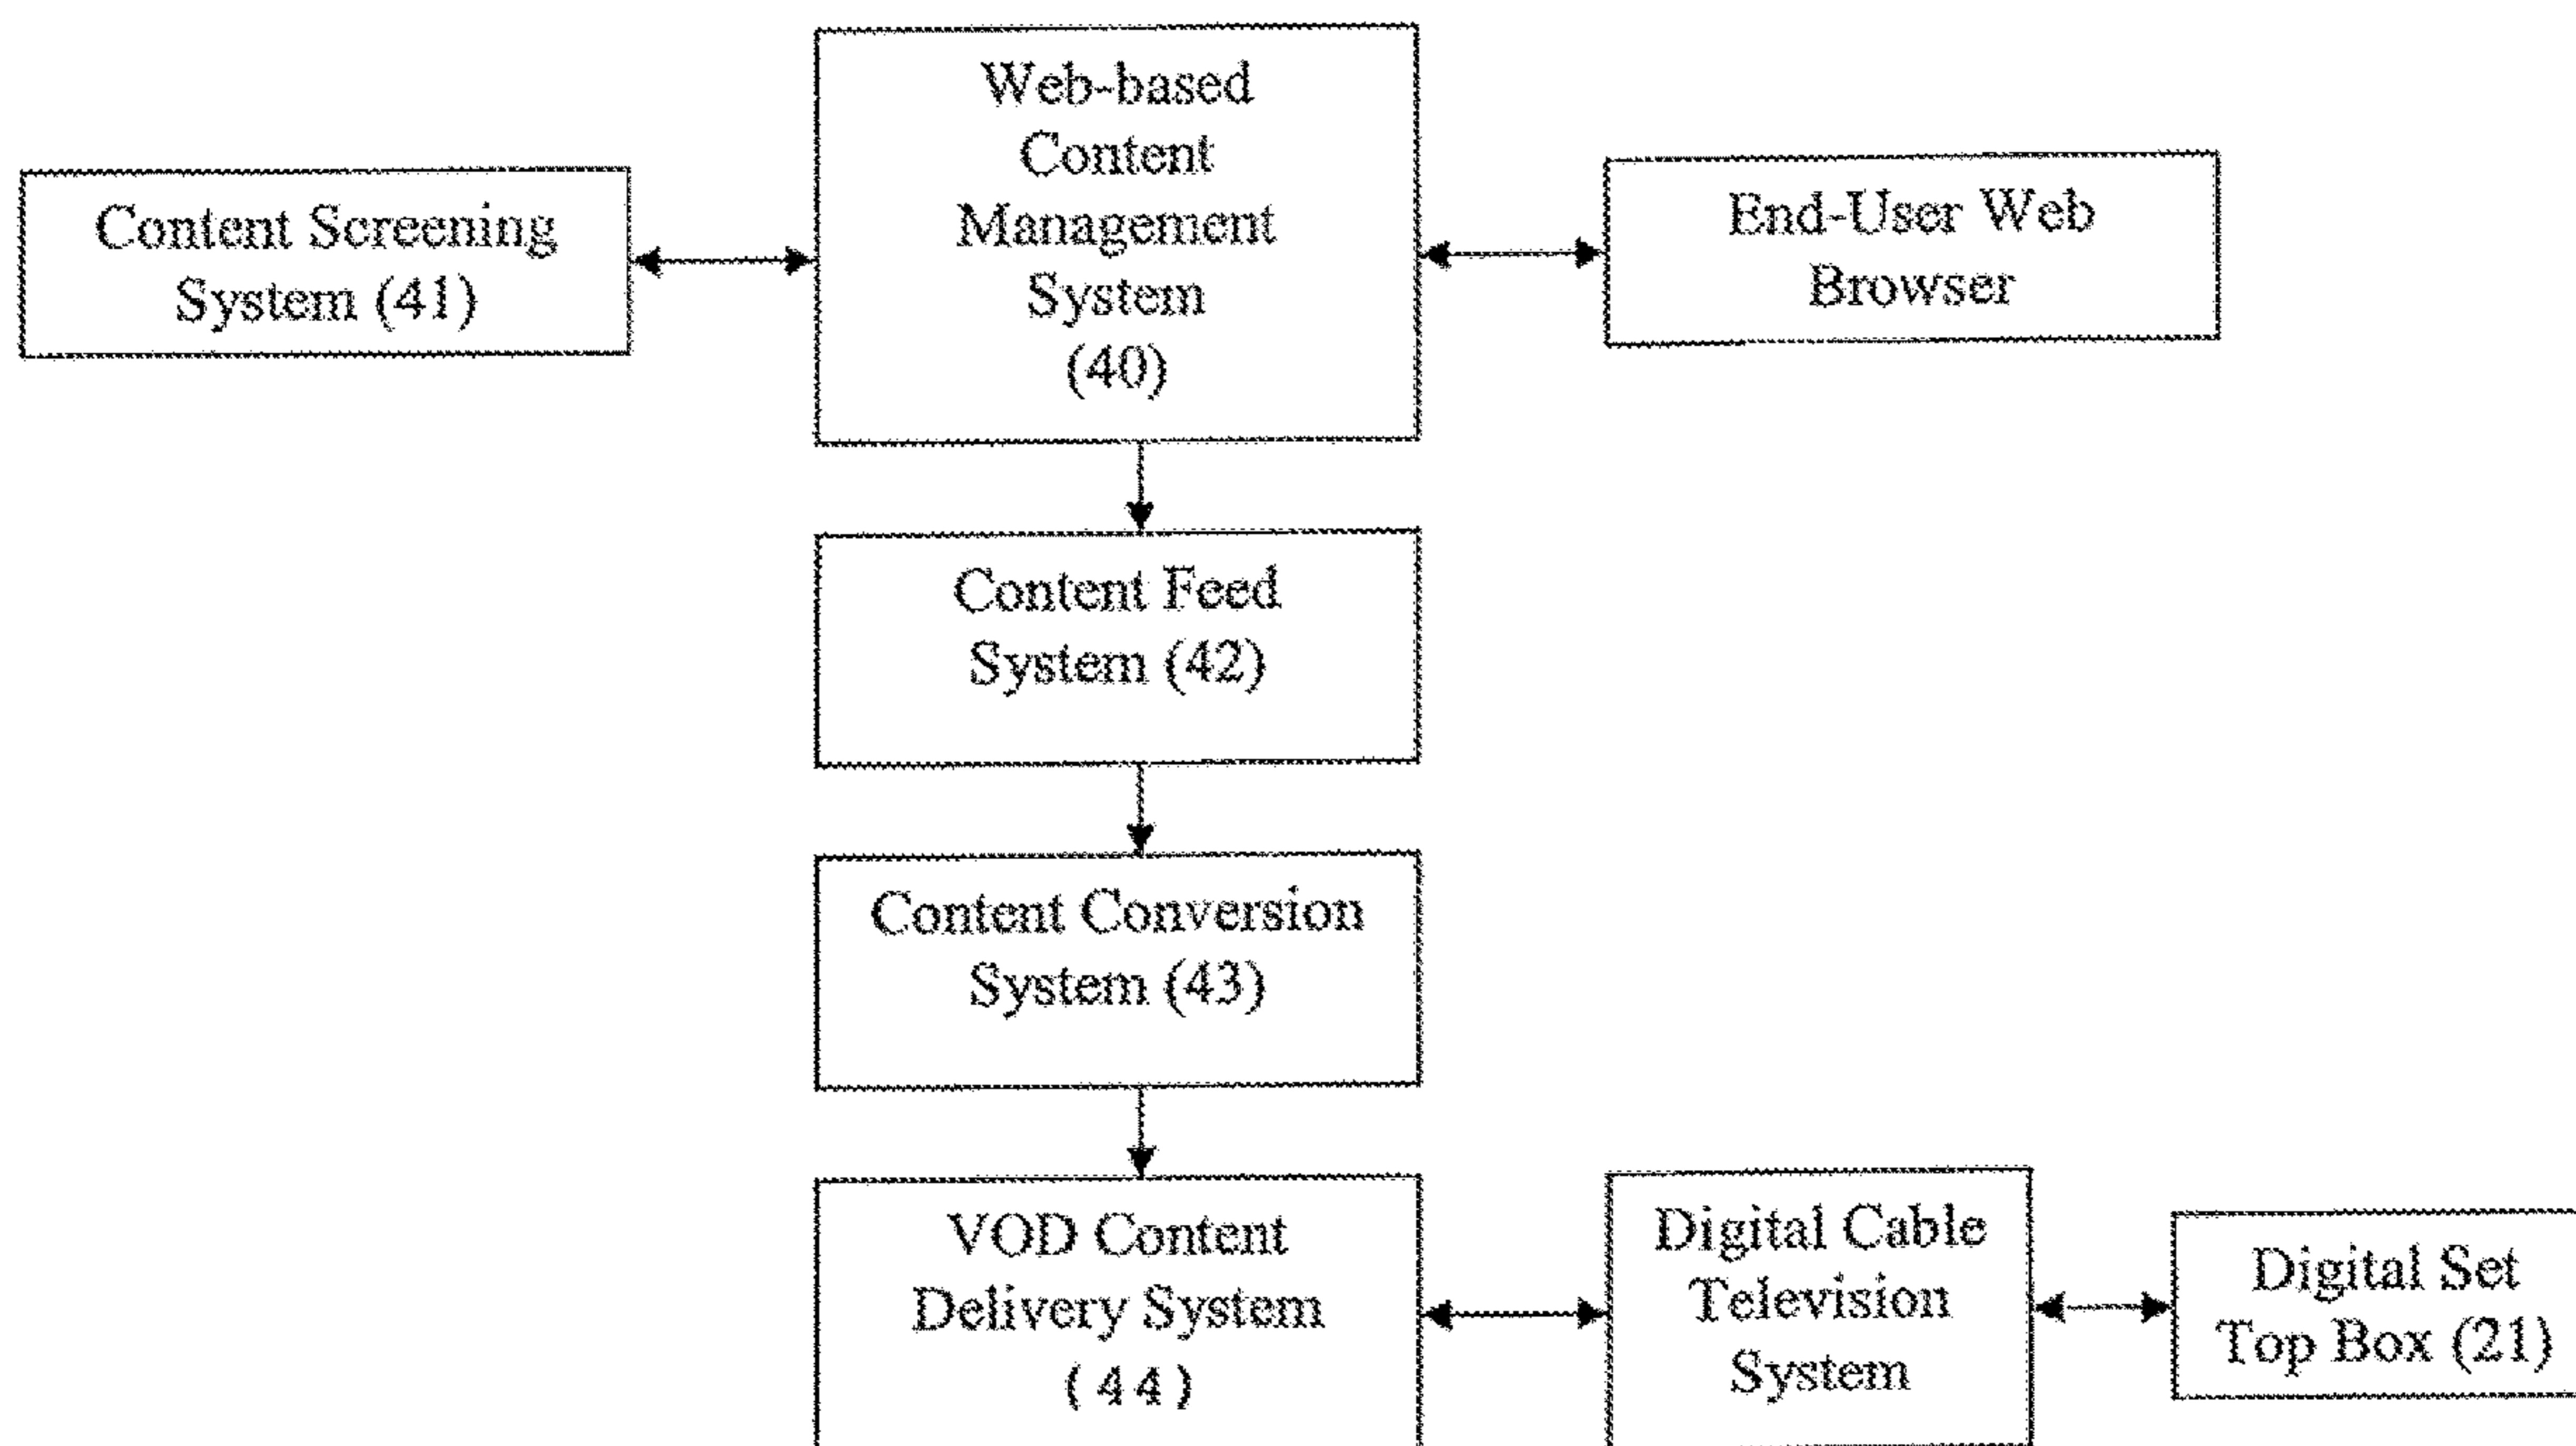 Web-based
Content
Management
System
(40)
Content Screening
System (41)
End-User Web
Browser
Content Feed
System (42)
Content Conversion
System (43)
VOD Content
Delivery System
(44)
Digital Cable
Television
System
Digital Set
Top Box (21)